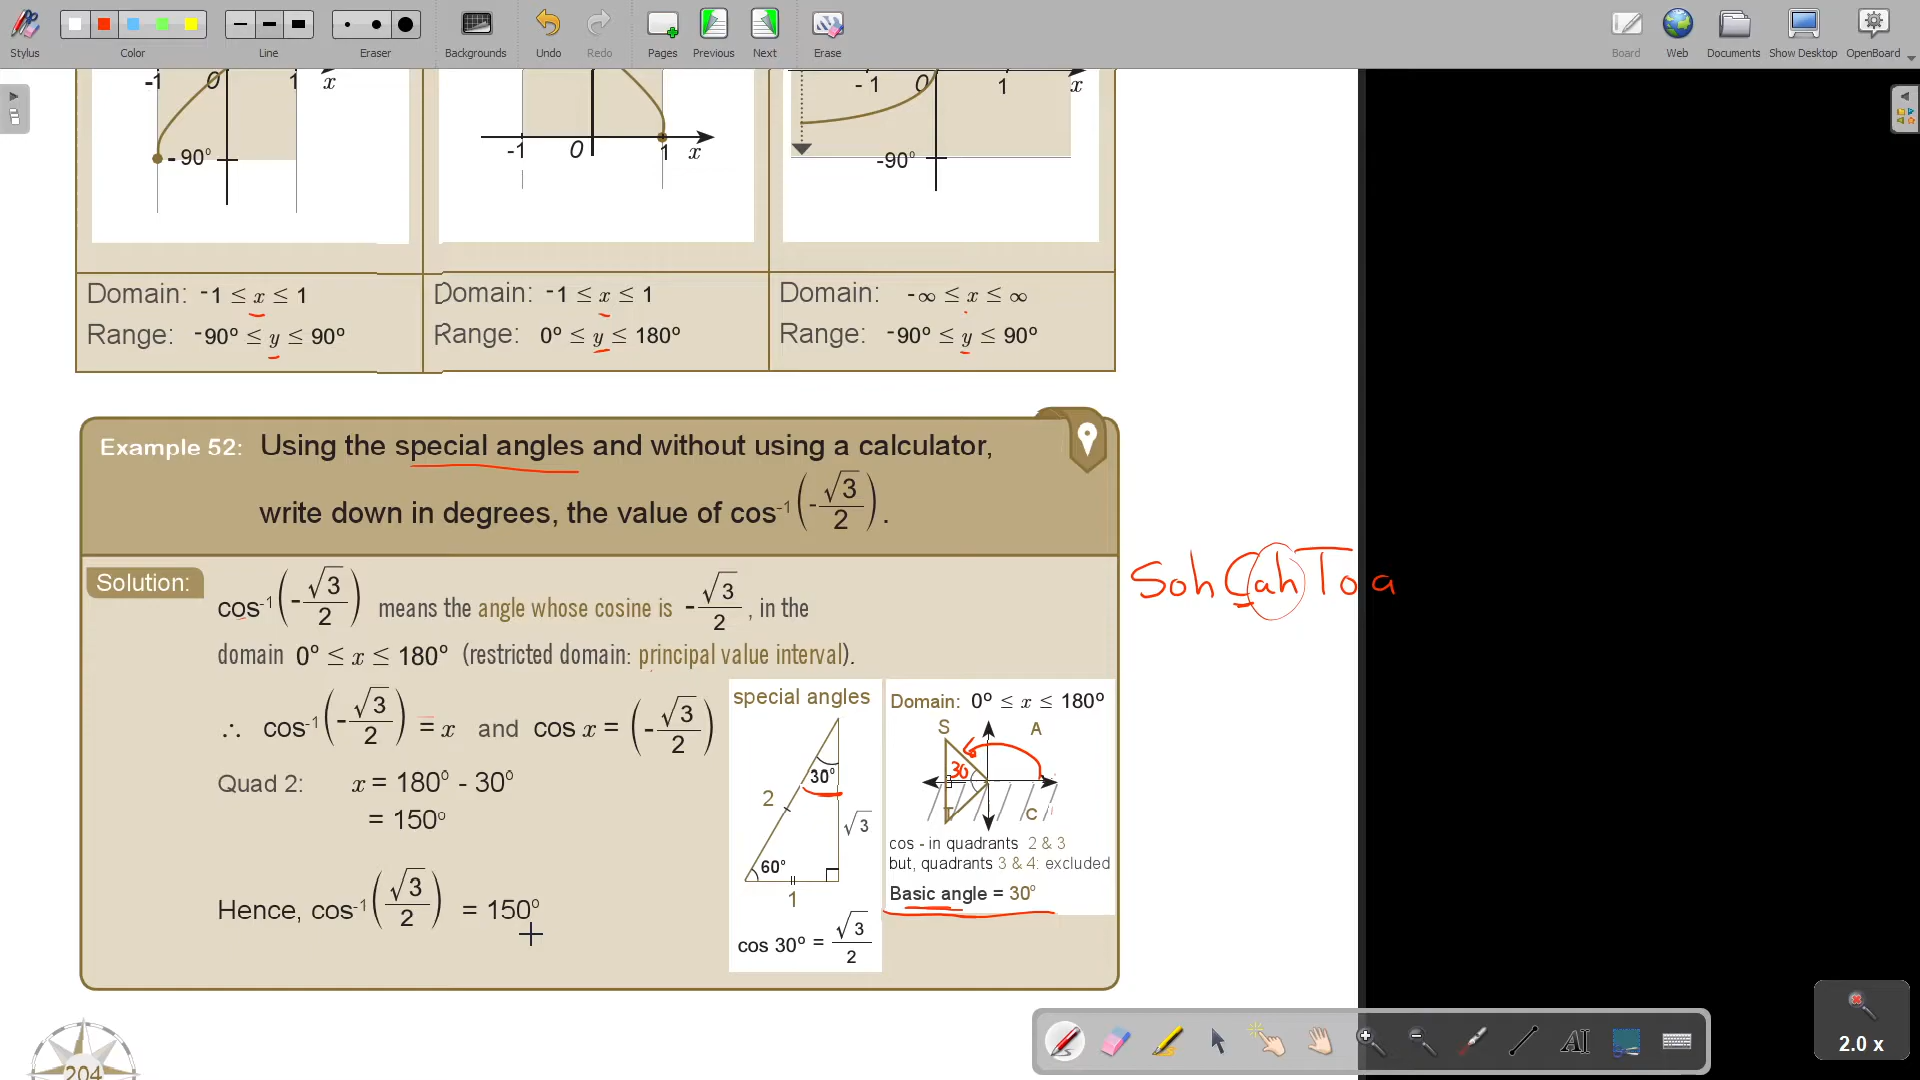 Stylus Color Line Eraser Backgrounds Undo Redo Pages Previous Next Erase Board Web Documents Show Desktop OpenBoard
-1 0 1 x
- 90°
-1 0 1 x
- 1 0 1 x
-90°
Domain: -1 ≤ x ≤ 1
Range: -90° ≤ y ≤ 90°
Domain: -1 ≤ x ≤ 1
Range: 0° ≤ y ≤ 180°
Domain: -∞ ≤ x ≤ ∞
Range: -90° ≤ y ≤ 90°
Example 52: Using the special angles and without using a calculator,
write down in degrees, the value of cos⁻¹(-√3/2).
Soh Cah Toa
Solution:
cos⁻¹(-√3/2) means the angle whose cosine is -√3/2, in the
domain 0° ≤ x ≤ 180° (restricted domain: principal value interval).
∴ cos⁻¹(-√3/2) = x and cos x = (-√3/2)
Quad 2: x = 180° - 30°
= 150°
Hence, cos⁻¹(√3/2) = 150°
special angles
30°
2
√3
60°
1
cos 30° = √3/2
Domain: 0° ≤ x ≤ 180°
S A
30
T C
cos - in quadrants 2 & 3
but, quadrants 3 & 4: excluded
Basic angle = 30°
204
AI
2.0 x